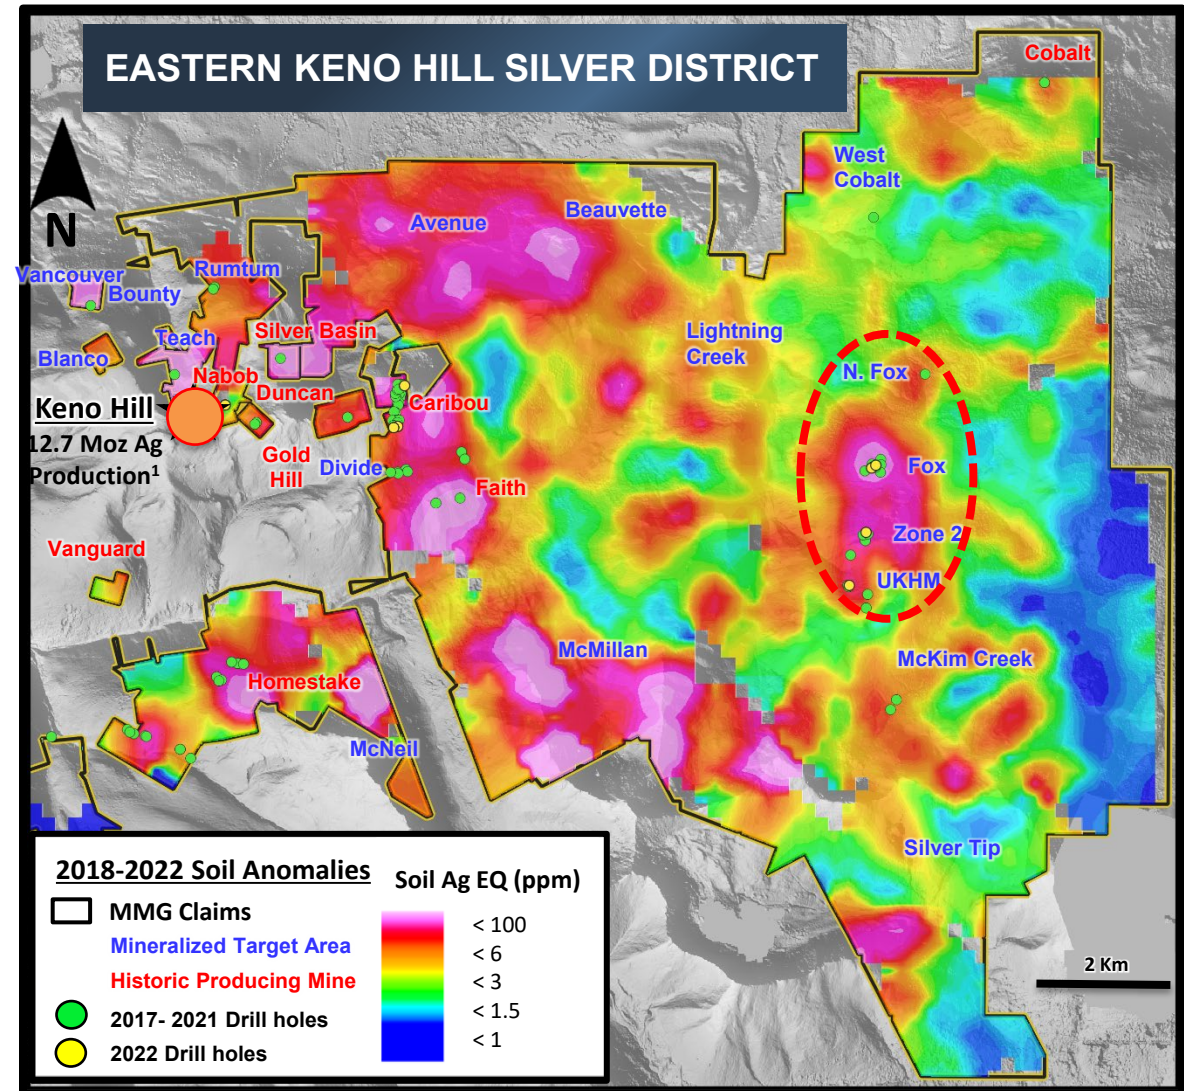 EASTERN KENO HILL SILVER DISTRICT
Cobalt
West
Cobalt
N
Avenue
Beauvette
Vancouver
Bounty
Rumtum
Teach
Silver Basin
Blanco
Nabob
Duncan
Lightning
Creek
N. Fox
Keno Hill
12.7 Moz Ag
Production¹
Caribou
Gold
Hill
Divide
Faith
Fox
Zone 2
UKHM
Vanguard
McMillan
McKim Creek
Homestake
McNeil
Silver Tip
2 Km
2018-2022 Soil Anomalies
MMG Claims
Mineralized Target Area
Historic Producing Mine
2017- 2021 Drill holes
2022 Drill holes
Soil Ag EQ (ppm)
< 100
< 6
< 3
< 1.5
< 1